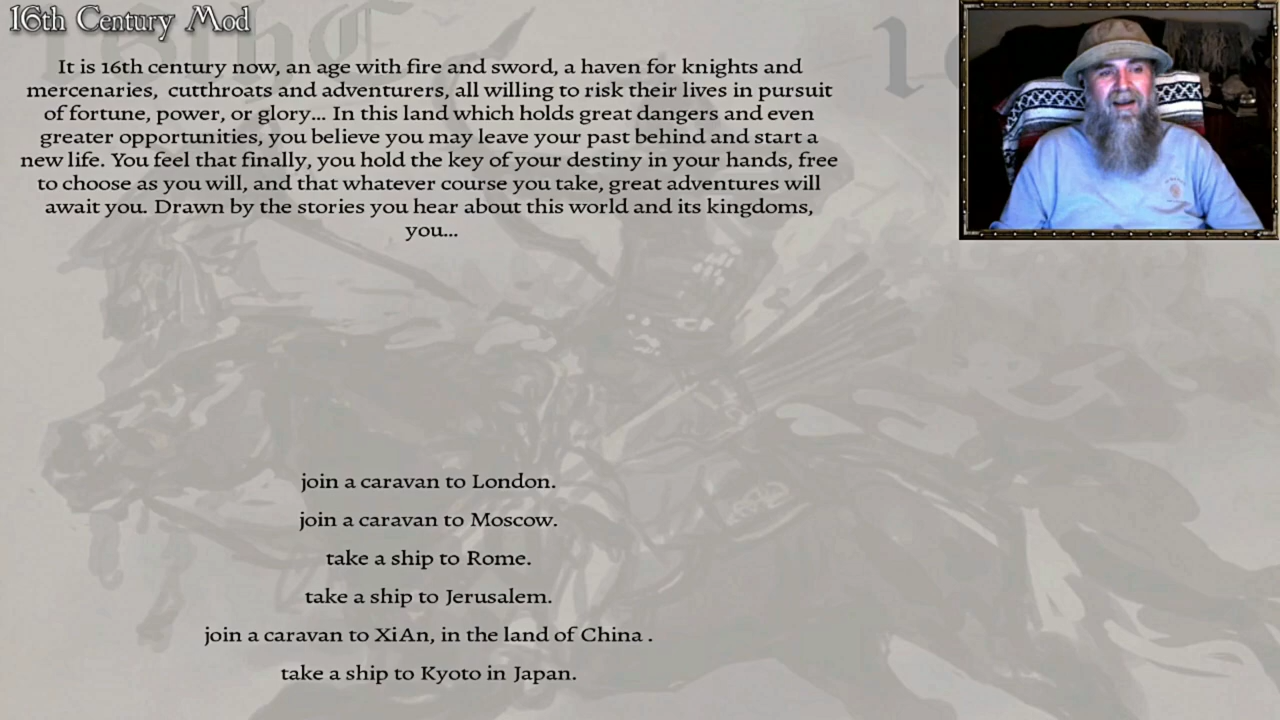 16th Century Mod
It is 16th century now, an age with fire and sword, a haven for knights and
mercenaries,  cutthroats and adventurers, all willing to risk their lives in pursuit
of fortune, power, or glory... In this land which holds great dangers and even
greater opportunities, you believe you may leave your past behind and start a
new life. You feel that finally, you hold the key of your destiny in your hands, free
to choose as you will, and that whatever course you take, great adventures will
await you. Drawn by the stories you hear about this world and its kingdoms,
you...
join a caravan to London.
join a caravan to Moscow.
take a ship to Rome.
take a ship to Jerusalem.
join a caravan to XiAn, in the land of China .
take a ship to Kyoto in Japan.